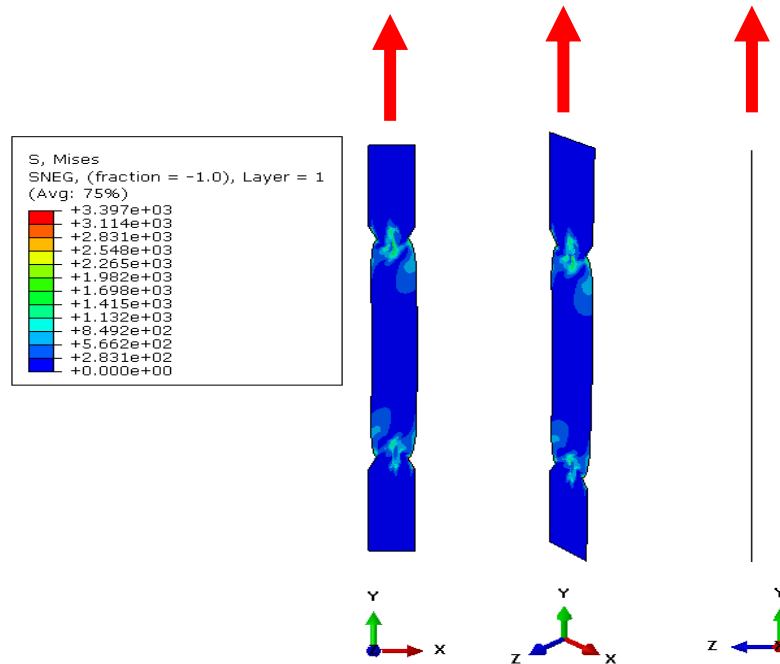 S, Mises
SNEG, (fraction = -1.0), Layer = 1
(Avg: 75%)
+3.397e+03
+3.114e+03
+2.831e+03
+2.548e+03
+2.265e+03
+1.982e+03
+1.698e+03
+1.415e+03
+1.132e+03
+8.492e+02
+5.662e+02
+2.831e+02
+0.000e+00
Y
Z
X
Y
Z
X
Y
Z
X